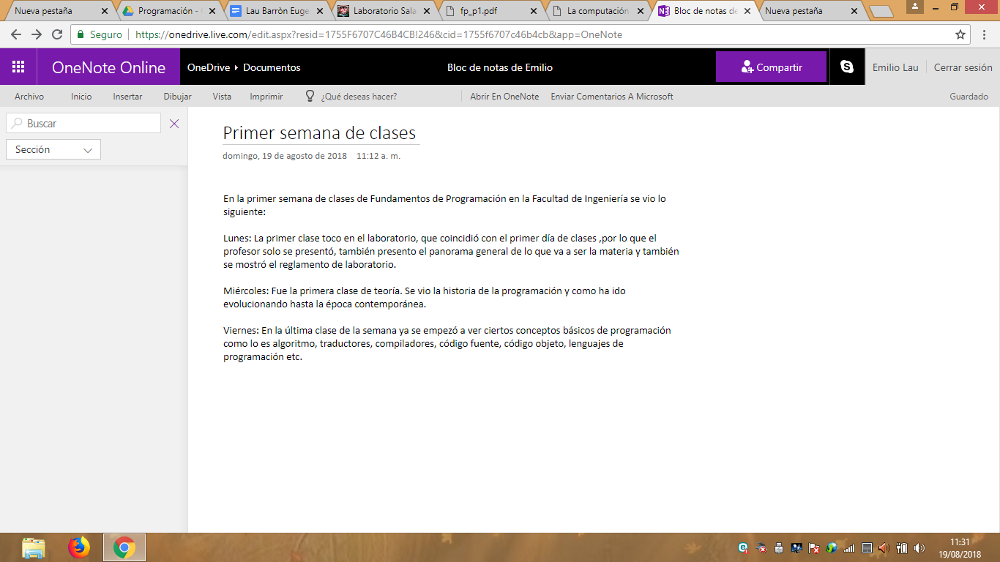 Nueva pestaña
Programación -
Lau Barròn Euge
Laboratorio Sala
fp_p1.pdf
La computación
Bloc de notas de
Nueva pestaña
Seguro https://onedrive.live.com/edit.aspx?resid=1755F6707C46B4CB!246&cid=1755f6707c46b4cb&app=OneNote
OneNote Online OneDrive Documentos Bloc de notas de Emilio Compartir Emilio Lau Cerrar sesión
Archivo Inicio Insertar Dibujar Vista Imprimir ¿Qué deseas hacer? Abrir En OneNote Enviar Comentarios A Microsoft Guardado
Buscar
Sección
Primer semana de clases
domingo, 19 de agosto de 2018 11:12 a. m.
En la primer semana de clases de Fundamentos de Programación en la Facultad de Ingeniería se vio lo
siguiente:
Lunes: La primer clase toco en el laboratorio, que coincidió con el primer día de clases ,por lo que el
profesor solo se presentó, también presento el panorama general de lo que va a ser la materia y también
se mostró el reglamento de laboratorio.
Miércoles: Fue la primera clase de teoría. Se vio la historia de la programación y como ha ido
evolucionando hasta la época contemporánea.
Viernes: En la última clase de la semana ya se empezó a ver ciertos conceptos básicos de programación
como lo es algoritmo, traductores, compiladores, código fuente, código objeto, lenguajes de
programación etc.
11:31
19/08/2018